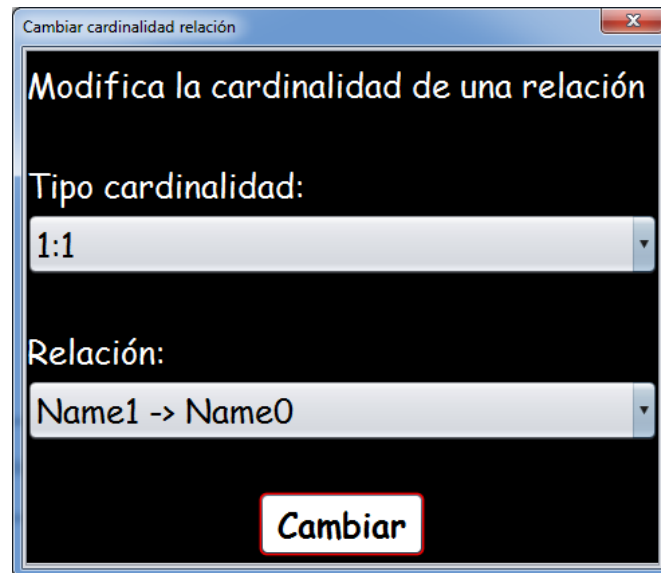 Cambiar cardinalidad relación
Modifica la cardinalidad de una relación
Tipo cardinalidad:
1:1
Relación:
Name1 -> Name0
Cambiar